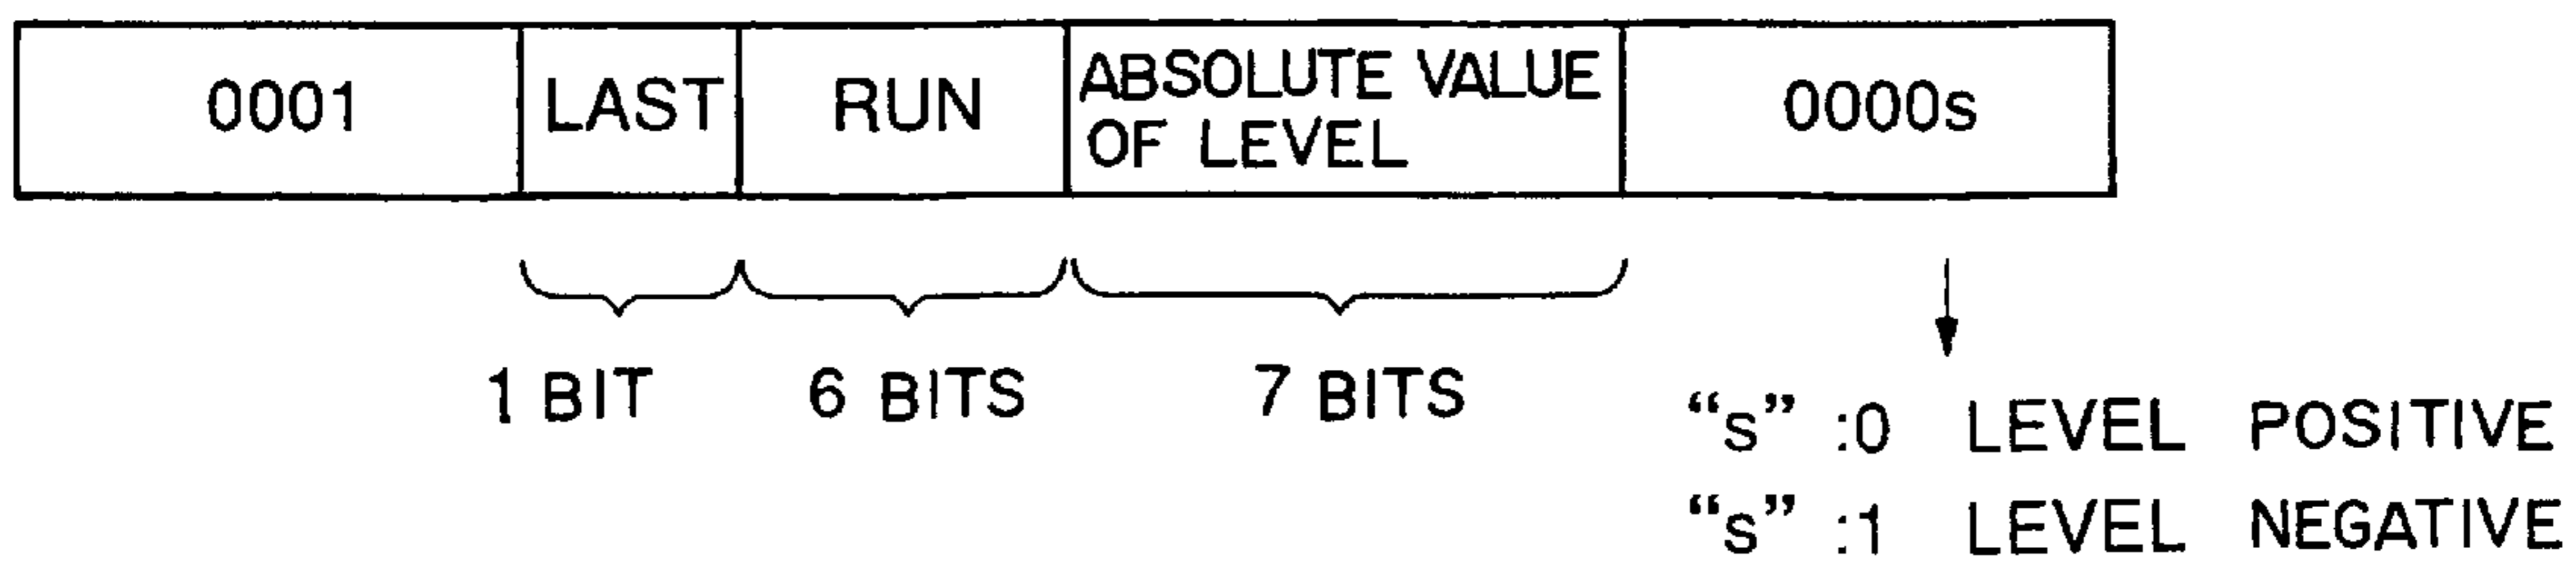 0001 LAST RUN ABSOLUTE VALUE OF LEVEL 0000s
1 BIT 6 BITS 7 BITS
“s” :0 LEVEL POSITIVE
“s” :1 LEVEL NEGATIVE